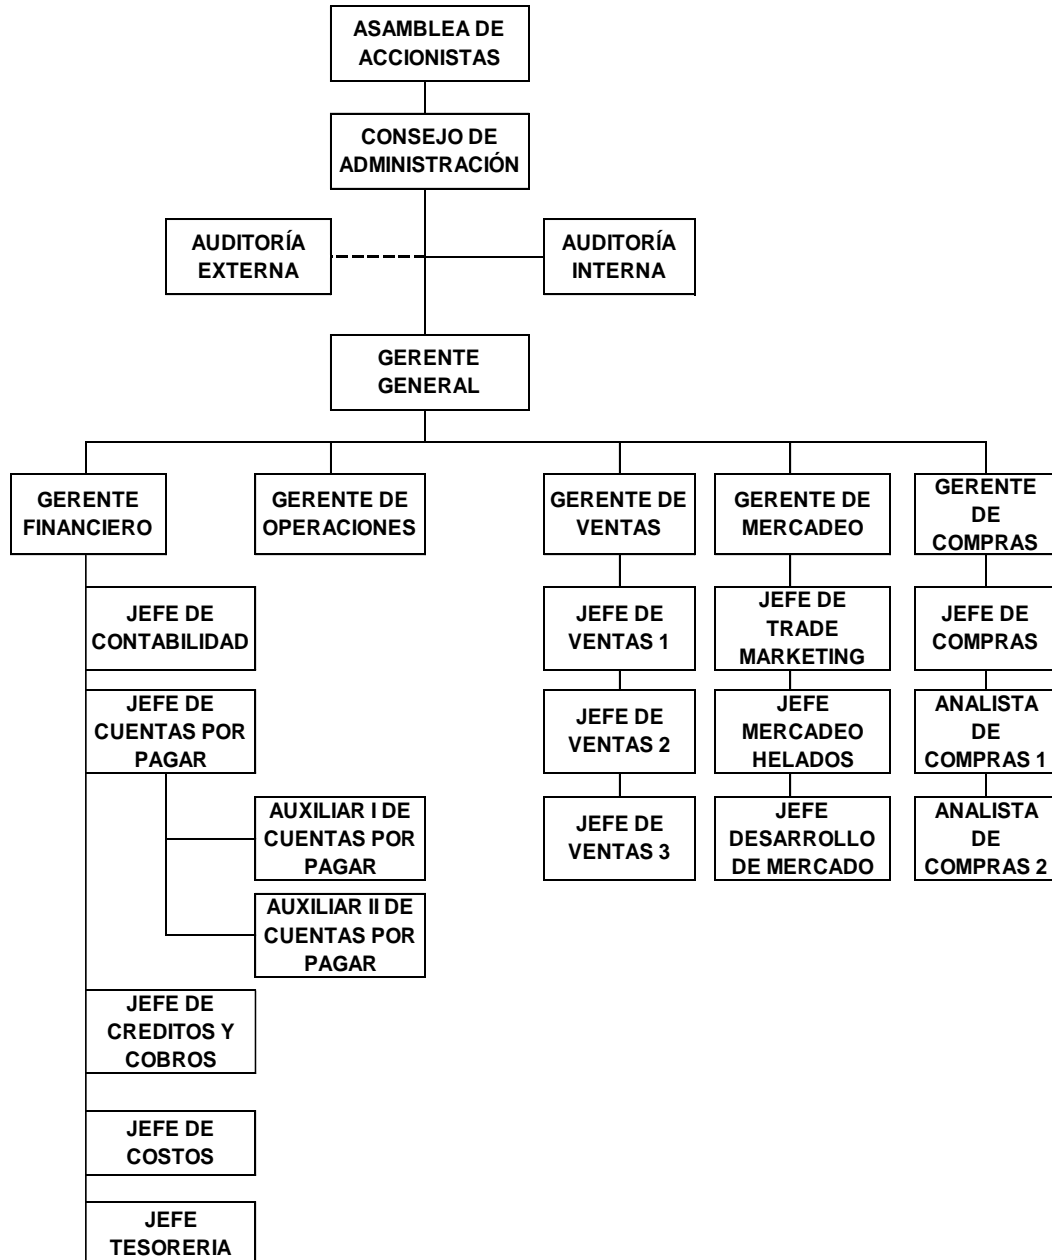 ASAMBLEA DE
ACCIONISTAS
CONSEJO DE
ADMINISTRACIÓN
AUDITORÍA
EXTERNA
AUDITORÍA
INTERNA
GERENTE
GENERAL
GERENTE
FINANCIERO
GERENTE DE
OPERACIONES
GERENTE DE
VENTAS
GERENTE DE
MERCADEO
GERENTE
DE
COMPRAS
JEFE DE
CONTABILIDAD
JEFE DE
VENTAS 1
JEFE DE
TRADE
MARKETING
JEFE DE
COMPRAS
JEFE DE
CUENTAS POR
PAGAR
JEFE DE
VENTAS 2
JEFE
MERCADEO
HELADOS
ANALISTA
DE
COMPRAS 1
AUXILIAR I DE
CUENTAS POR
PAGAR
JEFE DE
VENTAS 3
JEFE
DESARROLLO
DE MERCADO
ANALISTA
DE
COMPRAS 2
AUXILIAR II DE
CUENTAS POR
PAGAR
JEFE DE
CREDITOS Y
COBROS
JEFE DE
COSTOS
JEFE
TESORERIA